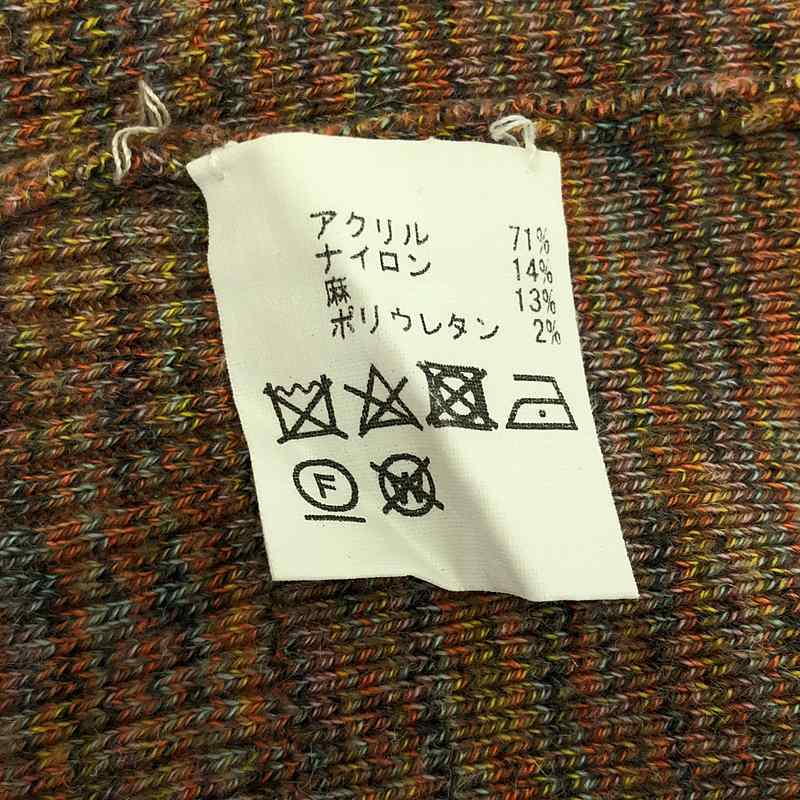 アクリル 71%
ナイロン 14%
麻 13%
ポリウレタン 2%
F W